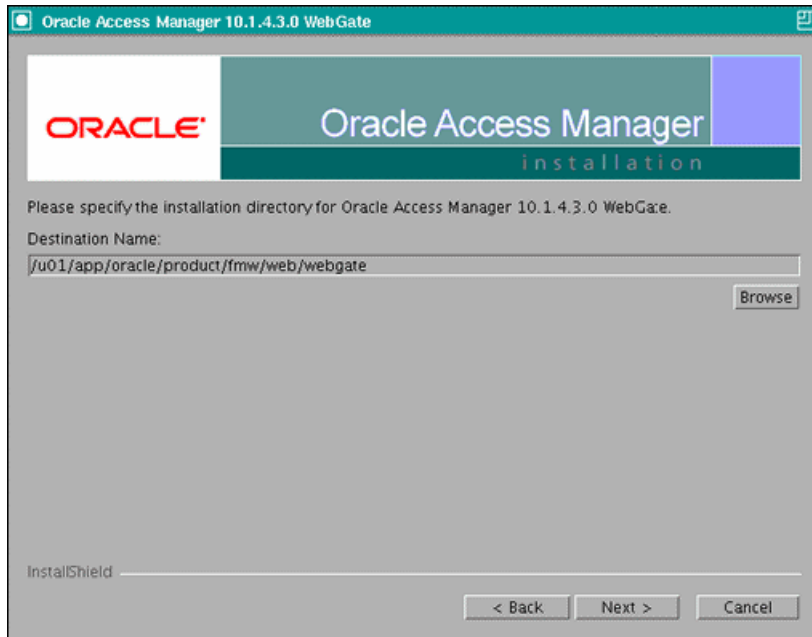 Oracle Access Manager 10.1.4.3.0 WebGate
ORACLE
Oracle Access Manager
installation
Please specify the installation directory for Oracle Access Manager 10.1.4.3.0 WebGate.
Destination Name:
/u01/app/oracle/product/fmw/web/webgate
Browse
InstallShield
< Back Next > Cancel